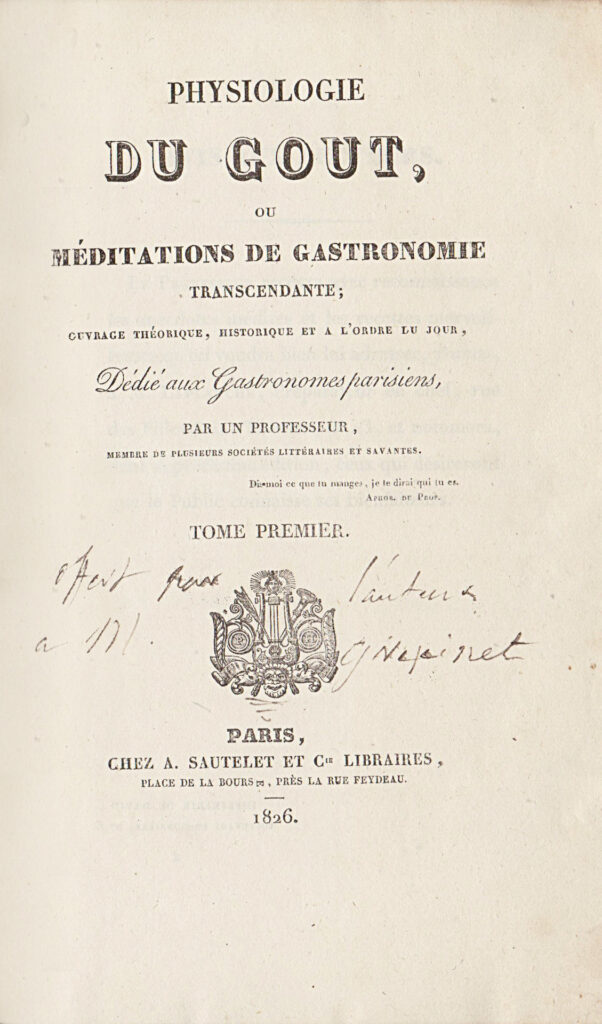 PHYSIOLOGIE
DU GOUT,
OU
MÉDITATIONS DE GASTRONOMIE
TRANSCENDANTE;
OUVRAGE THÉORIQUE, HISTORIQUE ET A L'ORDRE DU JOUR,
Dédié aux Gastronomes parisiens,
PAR UN PROFESSEUR,
MEMBRE DE PLUSIEURS SOCIÉTÉS LITTÉRAIRES ET SAVANTES.
Dis-moi ce que tu manges, je te dirai qui tu es.
APHOR. DU PROF.
TOME PREMIER.
offert par l'auteur
a M.
PARIS,
CHEZ A. SAUTELET ET Cie LIBRAIRES,
PLACE DE LA BOURSE, PRÈS LA RUE FEYDEAU.
1826.